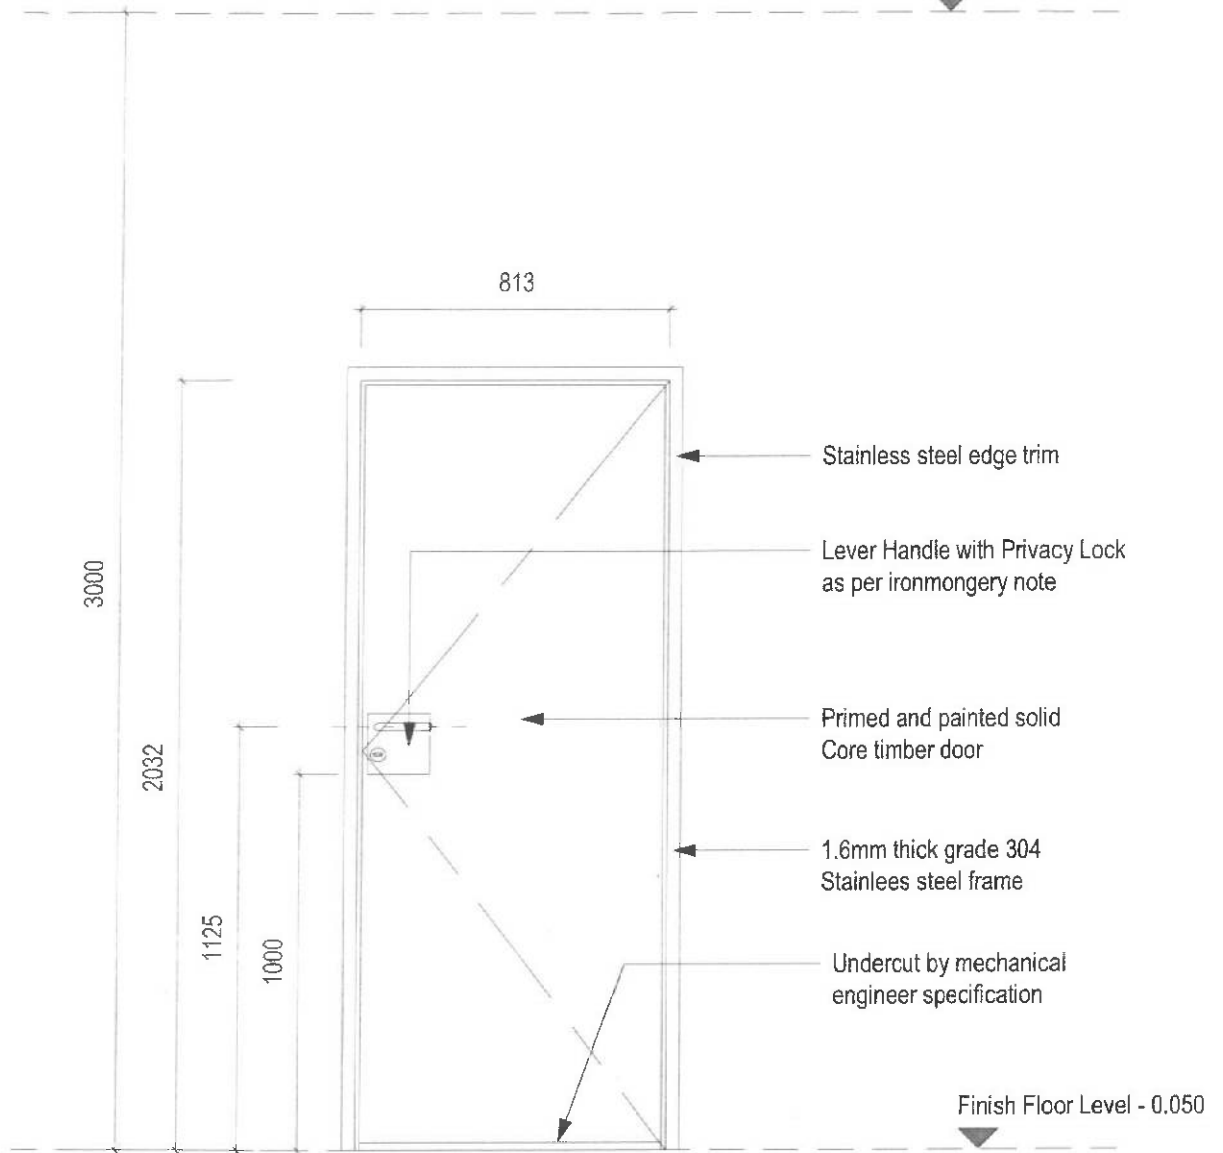 813
Stainless steel edge trim
Lever Handle with Privacy Lock
as per ironmongery note
3000
2032
Primed and painted solid
Core timber door
1.6mm thick grade 304
Stainlees steel frame
1125
1000
Undercut by mechanical
engineer specification
Finish Floor Level - 0.050